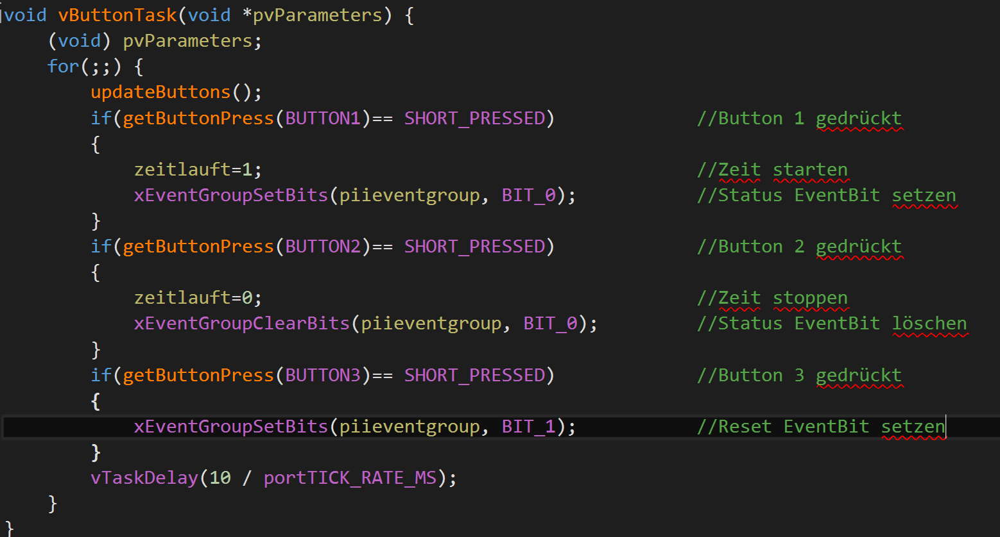 void vButtonTask(void *pvParameters) {
    (void) pvParameters;
    for(;;) {
        updateButtons();
        if(getButtonPress(BUTTON1)== SHORT_PRESSED)             //Button 1 gedrückt
        {
            zeitlauft=1;                                        //Zeit starten
            xEventGroupSetBits(piieventgroup, BIT_0);           //Status EventBit setzen
        }
        if(getButtonPress(BUTTON2)== SHORT_PRESSED)             //Button 2 gedrückt
        {
            zeitlauft=0;                                        //Zeit stoppen
            xEventGroupClearBits(piieventgroup, BIT_0);         //Status EventBit löschen
        }
        if(getButtonPress(BUTTON3)== SHORT_PRESSED)             //Button 3 gedrückt
        {
            xEventGroupSetBits(piieventgroup, BIT_1);           //Reset EventBit setzen
        }
        vTaskDelay(10 / portTICK_RATE_MS);
    }
}